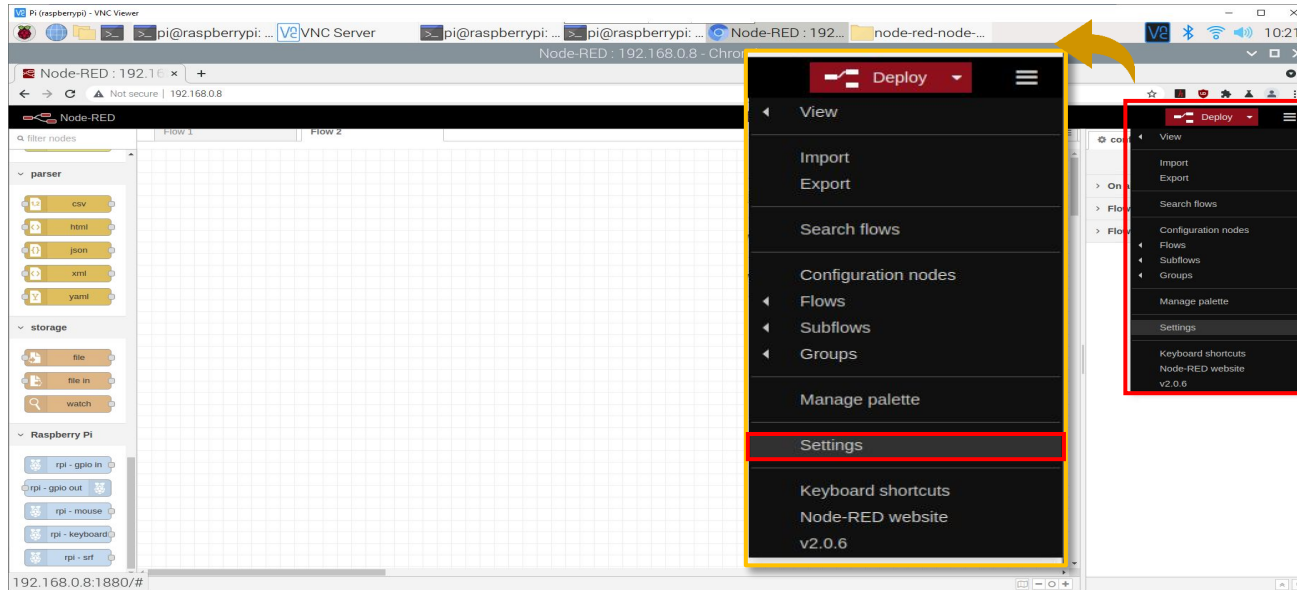 Pi (raspberrypi) - VNC Viewer
pi@raspberrypi: ... VNC Server pi@raspberrypi: ... pi@raspberrypi: ... Node-RED : 192... node-red-node-... 10:21
Node-RED : 192.168.0.8 - Chro
Node-RED : 192.16 × +
Not secure | 192.168.0.8
Node-RED
Deploy
filter nodes
Flow 1
Flow 2
parser
csv
html
json
xml
yaml
storage
file
file in
watch
Raspberry Pi
rpi - gpio in
rpi - gpio out
rpi - mouse
rpi - keyboard
rpi - srf
192.168.0.8:1880/#
Deploy
View
Import
Export
Search flows
Configuration nodes
Flows
Subflows
Groups
Manage palette
Settings
Keyboard shortcuts
Node-RED website
v2.0.6
View
Import
Export
Search flows
Configuration nodes
Flows
Subflows
Groups
Manage palette
Settings
Keyboard shortcuts
Node-RED website
v2.0.6